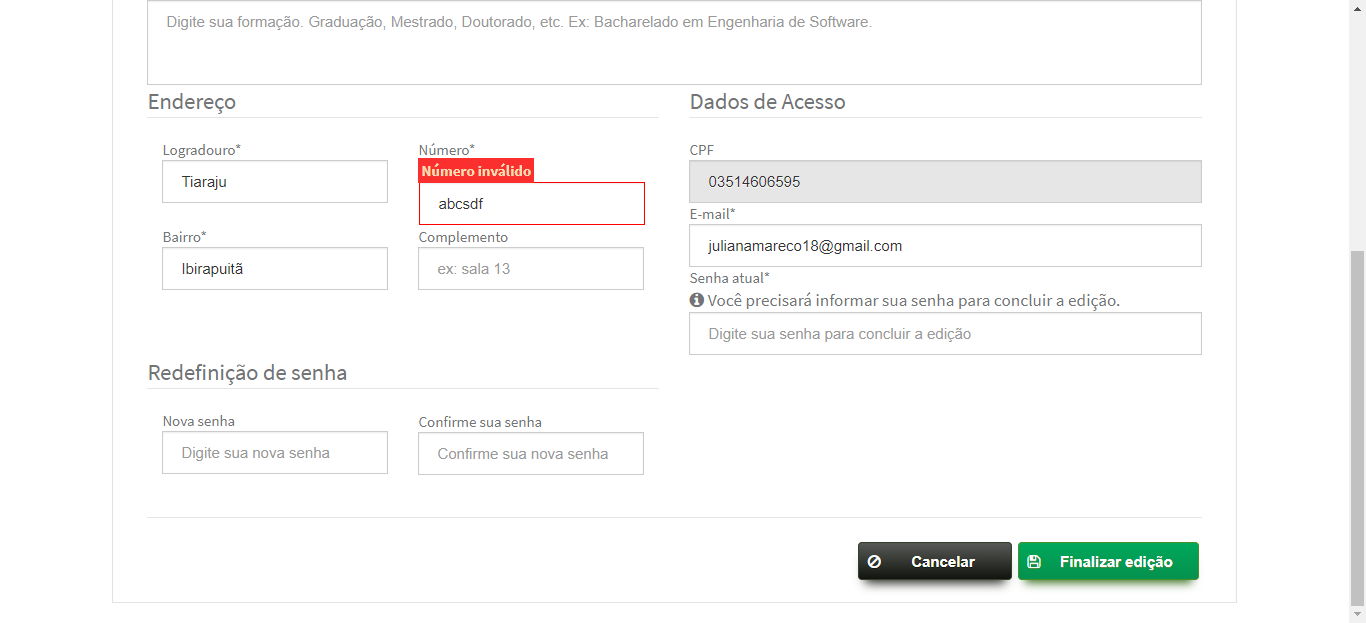 Digite sua formação. Graduação, Mestrado, Doutorado, etc. Ex: Bacharelado em Engenharia de Software.
Endereço
Logradouro*
Tiaraju
Número*
Número inválido
abcsdf
Bairro*
Ibirapuitã
Complemento
ex: sala 13
Dados de Acesso
CPF
03514606595
E-mail*
julianamareco18@gmail.com
Senha atual*
Você precisará informar sua senha para concluir a edição.
Digite sua senha para concluir a edição
Redefinição de senha
Nova senha
Digite sua nova senha
Confirme sua senha
Confirme sua nova senha
Cancelar
Finalizar edição